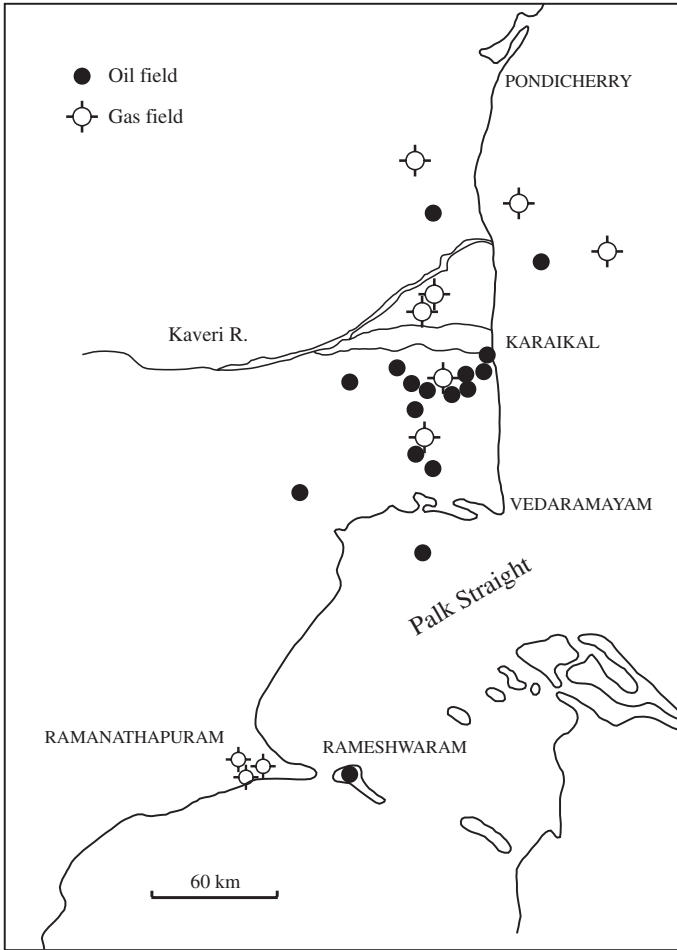 Oil field
Gas field
PONDICHERRY
Kaveri R.
KARAIKAL
VEDARAMAYAM
Palk Straight
RAMANATHAPURAM
RAMESHWARAM
60 km